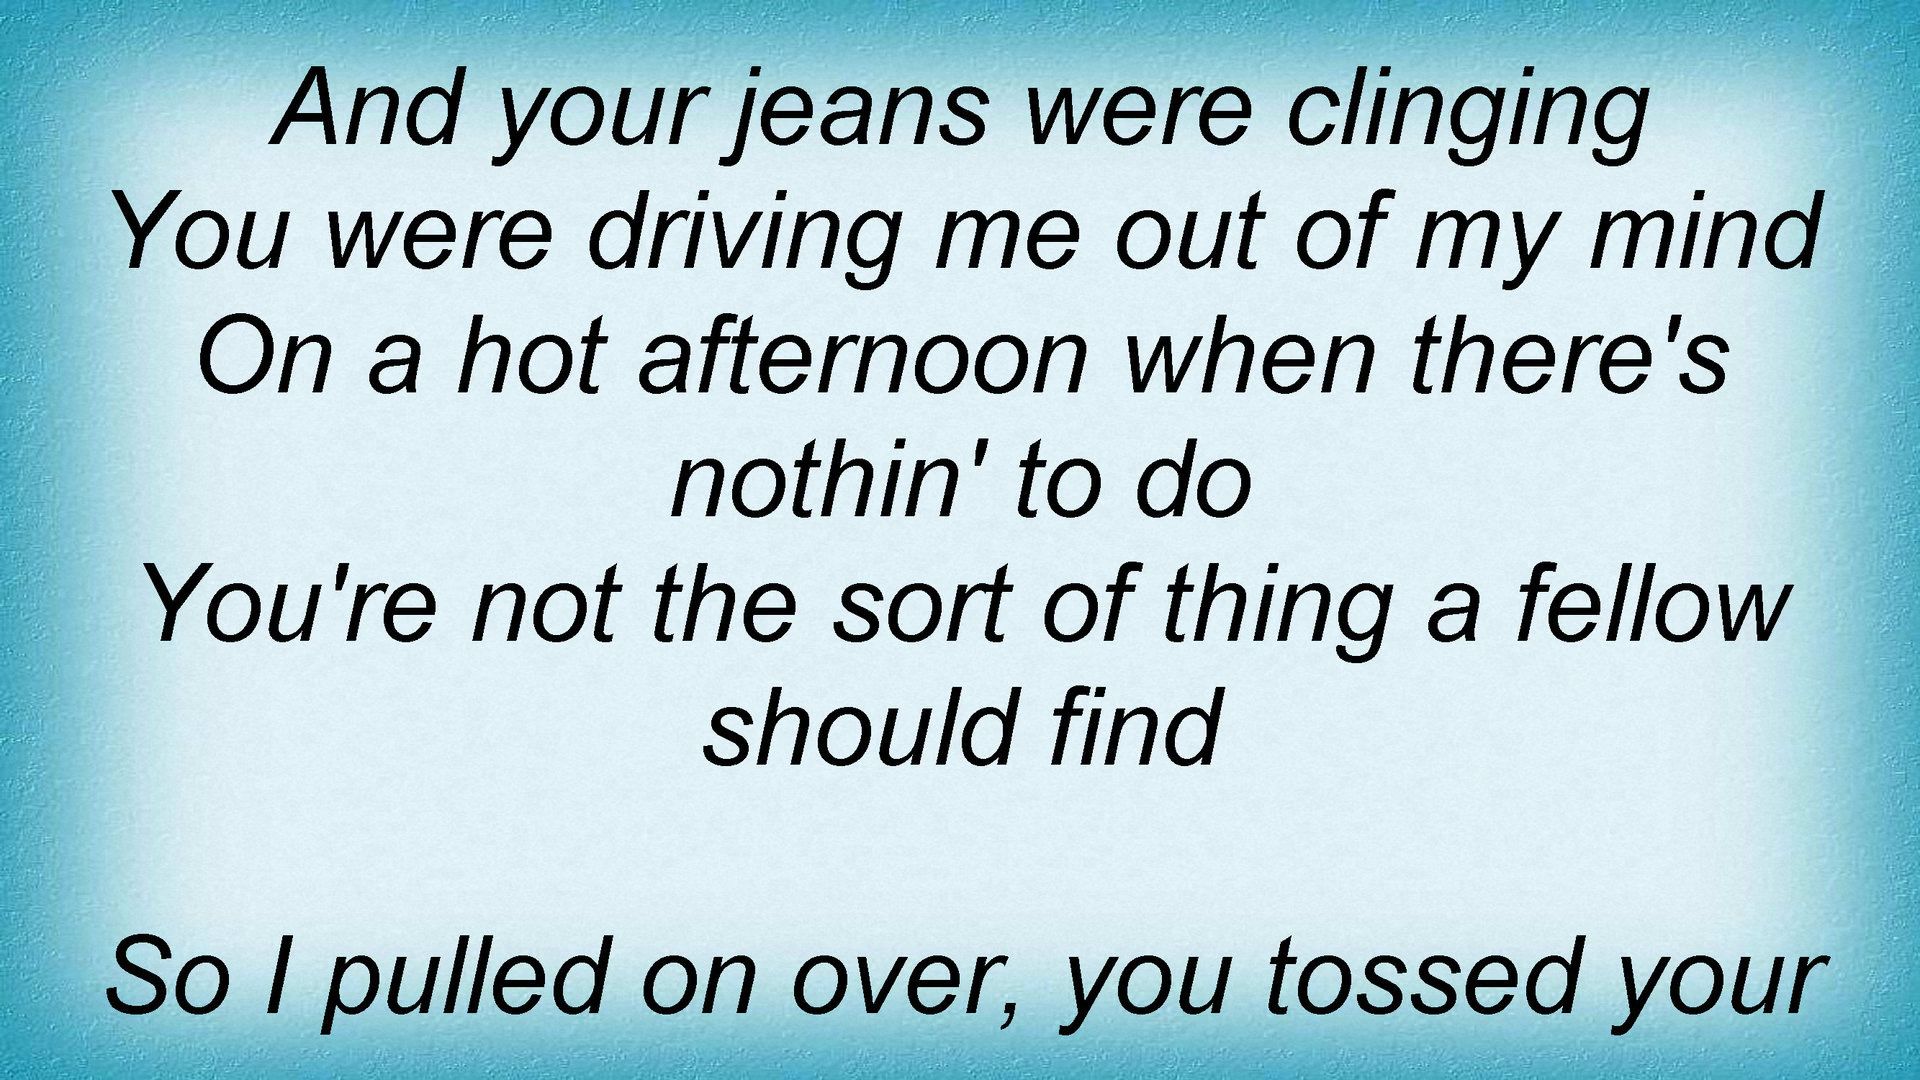 And your jeans were clinging
You were driving me out of my mind
On a hot afternoon when there's
nothin' to do
You're not the sort of thing a fellow
should find
So I pulled on over, you tossed your